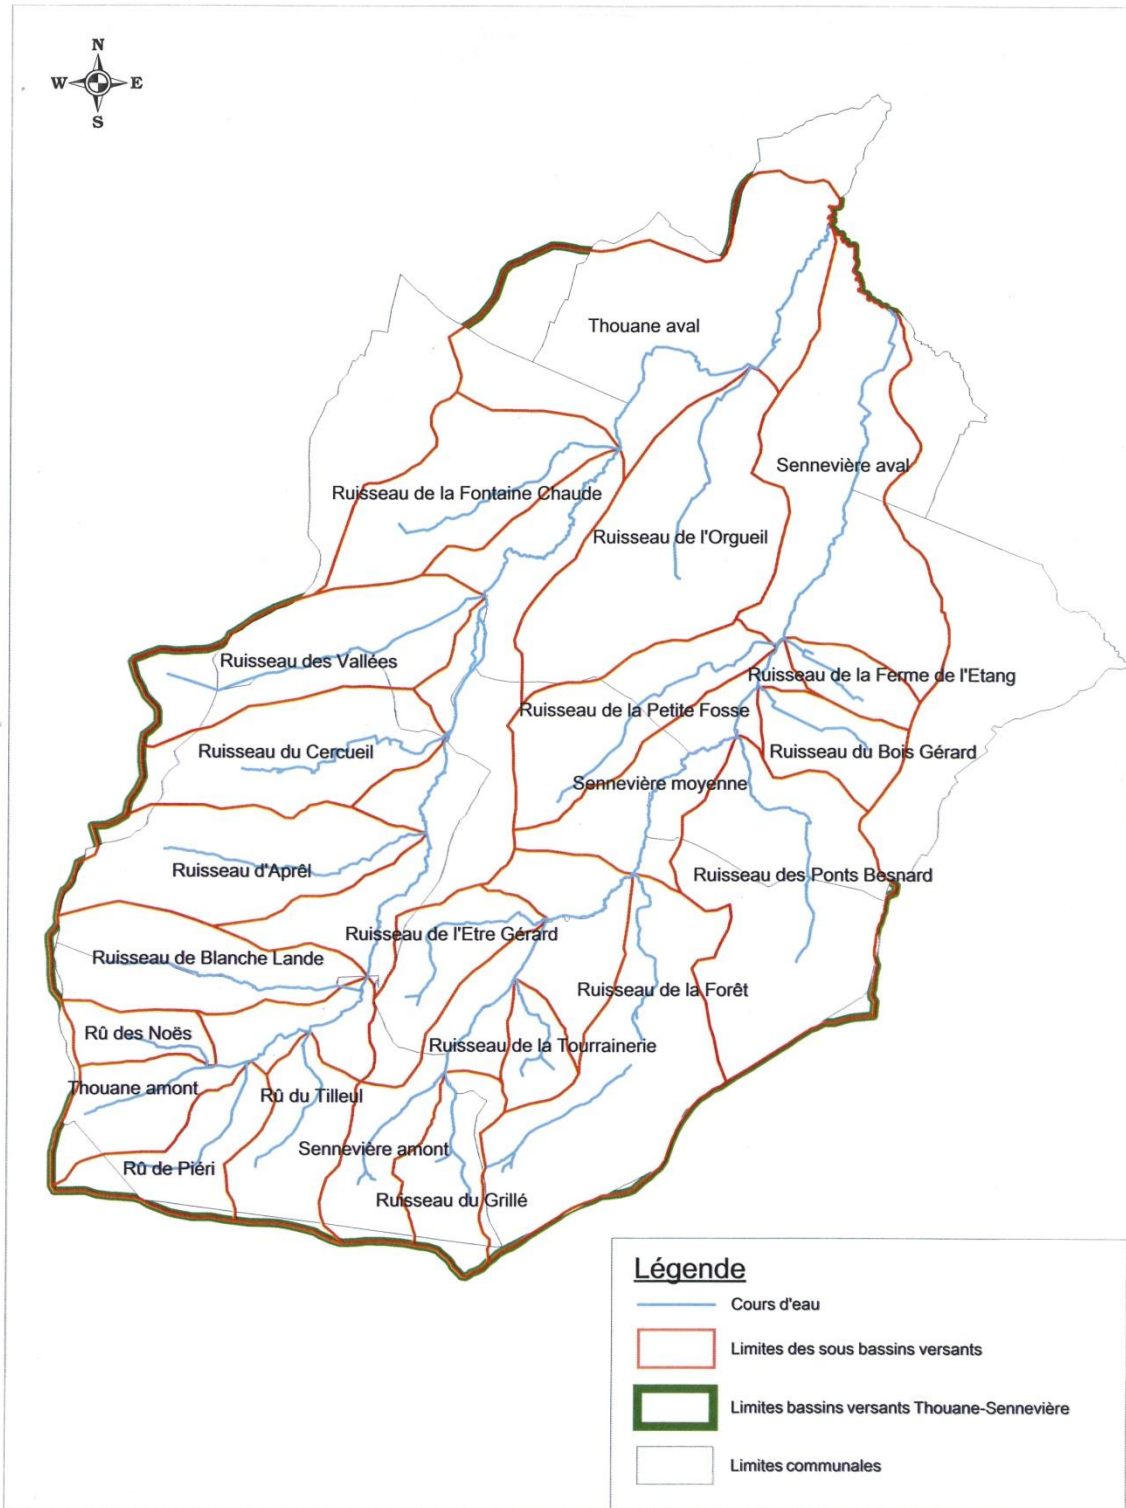 N
W E
S
Thouane aval
Sennevière aval
Ruisseau de la Fontaine Chaude
Ruisseau de l'Orgueil
Ruisseau des Vallées
Ruisseau de la Ferme de l'Etang
Ruisseau de la Petite Fosse
Ruisseau du Cercueil
Ruisseau du Bois Gérard
Sennevière moyenne
Ruisseau d'Aprêl
Ruisseau des Ponts Besnard
Ruisseau de l'Etre Gérard
Ruisseau de Blanche Lande
Ruisseau de la Forêt
Rû des Noës
Ruisseau de la Tourrainerie
Thouane amont
Rû du Tilleul
Sennevière amont
Rû de Piéri
Ruisseau du Grillé
Légende
Cours d'eau
Limites des sous bassins versants
Limites bassins versants Thouane-Sennevière
Limites communales